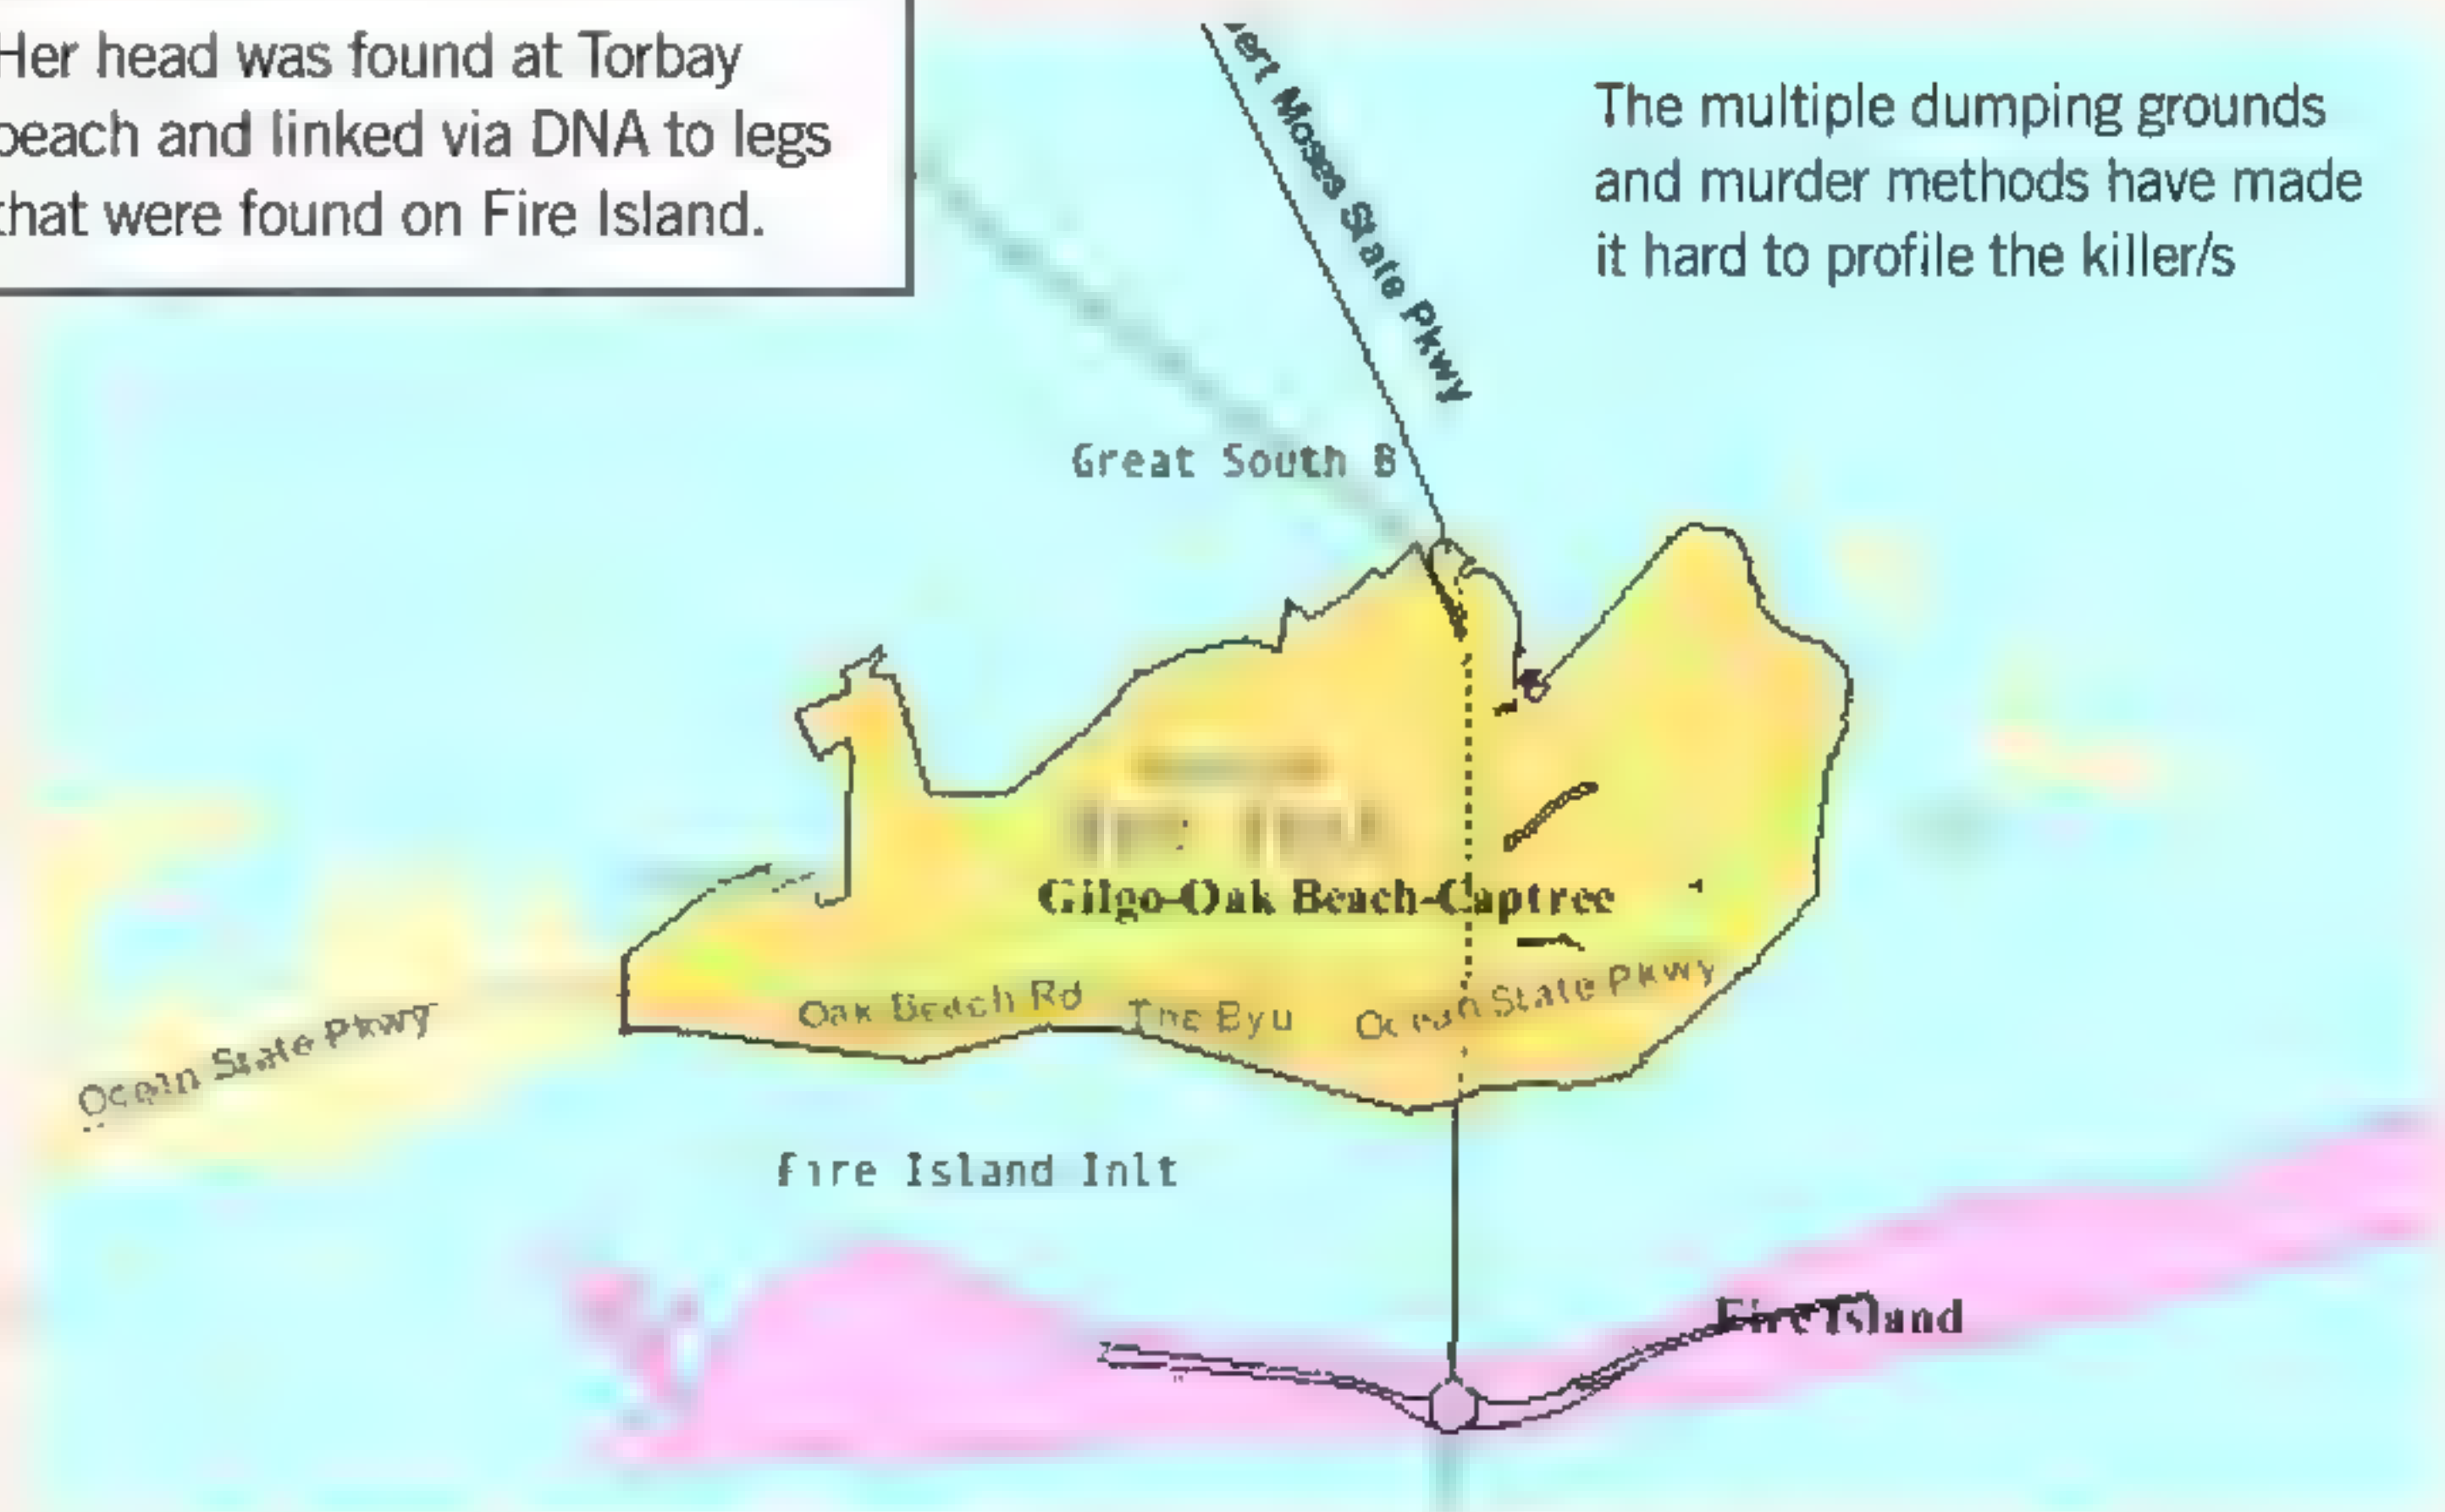 Her head was found at Torbay
beach and linked via DNA to legs
that were found on Fire Island.
ert Moses State Pkwy
The multiple dumping grounds
and murder methods have made
it hard to profile the killer/s
Great South B
Gilgo-Oak Beach-Captree
Oak Beach Rd
The Byu
Ocean State Pkwy
Ocean State Pkwy
Fire Island Inlt
Fire Island